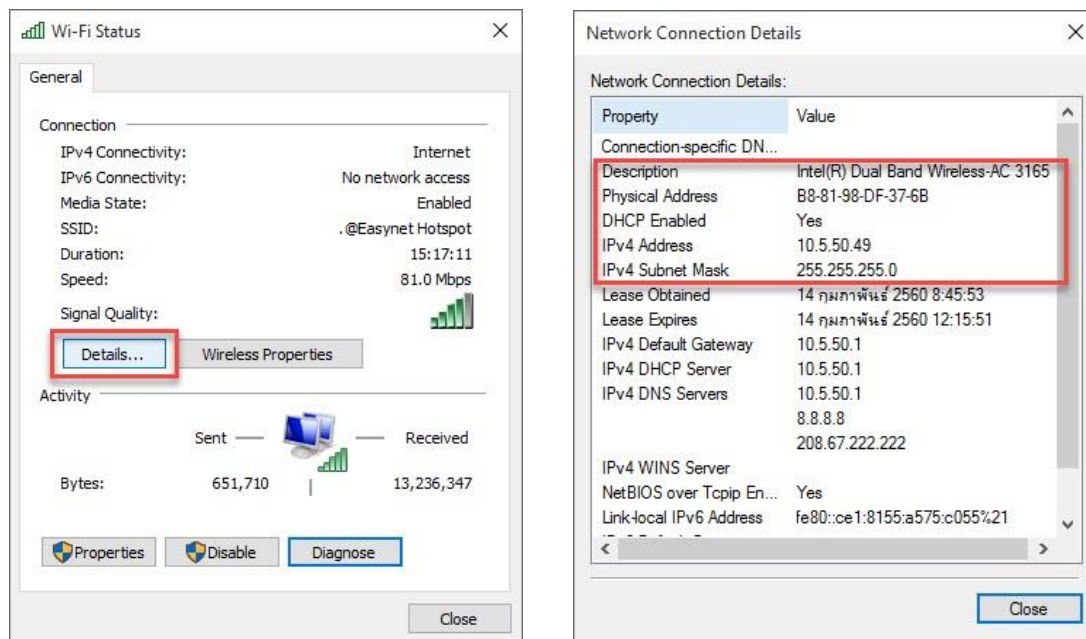 Wi-Fi Status
General
Connection
IPv4 Connectivity: Internet
IPv6 Connectivity: No network access
Media State: Enabled
SSID: .@Easynet Hotspot
Duration: 15:17:11
Speed: 81.0 Mbps
Signal Quality:
Details... Wireless Properties
Activity
Sent Received
Bytes: 651,710 13,236,347
Properties Disable Diagnose
Close
Network Connection Details
Network Connection Details:
Property Value
Connection-specific DN...
Description Intel(R) Dual Band Wireless-AC 3165
Physical Address B8-81-98-DF-37-6B
DHCP Enabled Yes
IPv4 Address 10.5.50.49
IPv4 Subnet Mask 255.255.255.0
Lease Obtained 14 กุมภาพันธ์ 2560 8:45:53
Lease Expires 14 กุมภาพันธ์ 2560 12:15:51
IPv4 Default Gateway 10.5.50.1
IPv4 DHCP Server 10.5.50.1
IPv4 DNS Servers 10.5.50.1
8.8.8.8
208.67.222.222
IPv4 WINS Server
NetBIOS over Tcpip En... Yes
Link-local IPv6 Address fe80::ce1:8155:a575:c055%21
Close